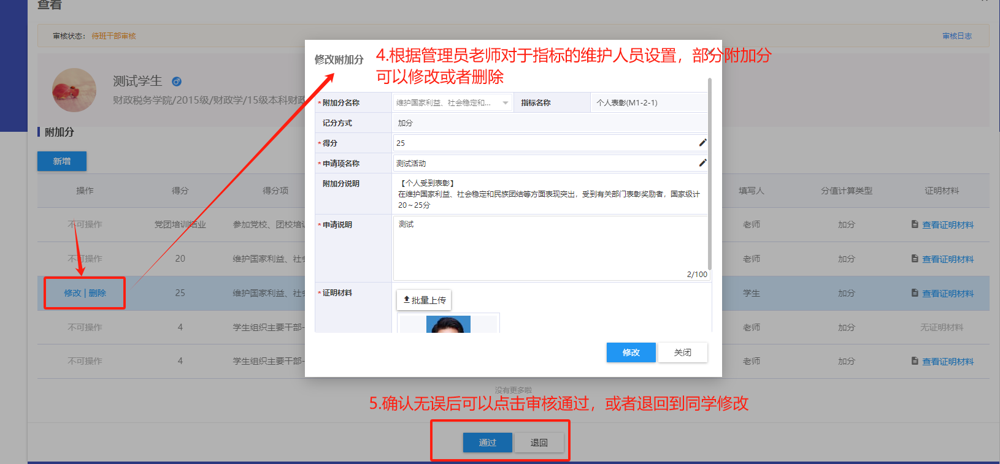 查看
审核状态： 待班干部审核 审核日志
测试学生
财政税务学院/2015级/财政学/15级本科财政
附加分
新增
操作 得分 得分项 填写人 分值计算类型 证明材料
不可操作 党团培训结业 参加党校、团校培训 老师 加分 查看证明材料
不可操作 20 维护国家利益、社会 老师 加分 查看证明材料
修改 | 删除 25 维护国家利益、社会 学生 加分 查看证明材料
不可操作 4 学生组织主要干部- 老师 加分 无证明材料
不可操作 4 学生组织主要干部- 老师 加分 查看证明材料
没有更多啦
修改附加分
4.根据管理员老师对于指标的维护人员设置，部分附加分
可以修改或者删除
*附加分名称 维护国家利益、社会稳定和... 指标名称 个人表彰(M1-2-1)
记分方式 加分
*得分 25
*申请项名称 测试活动
附加分说明 【个人受到表彰】
在维护国家利益、社会稳定和民族团结等方面表现突出，受到有关部门表彰奖励者，国家级计
20～25分
*申请说明 测试
2/100
*证明材料 批量上传
修改 关闭
5.确认无误后可以点击审核通过，或者退回到同学修改
通过 退回